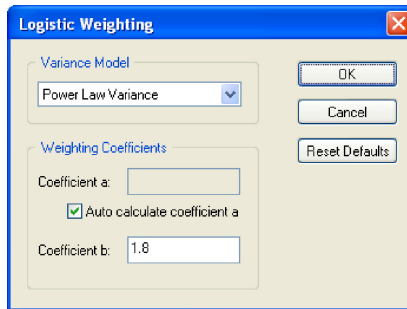 Logistic Weighting
Variance Model
Power Law Variance
OK
Cancel
Reset Defaults
Weighting Coefficients
Coefficient a:
Auto calculate coefficient a
Coefficient b: 1.8